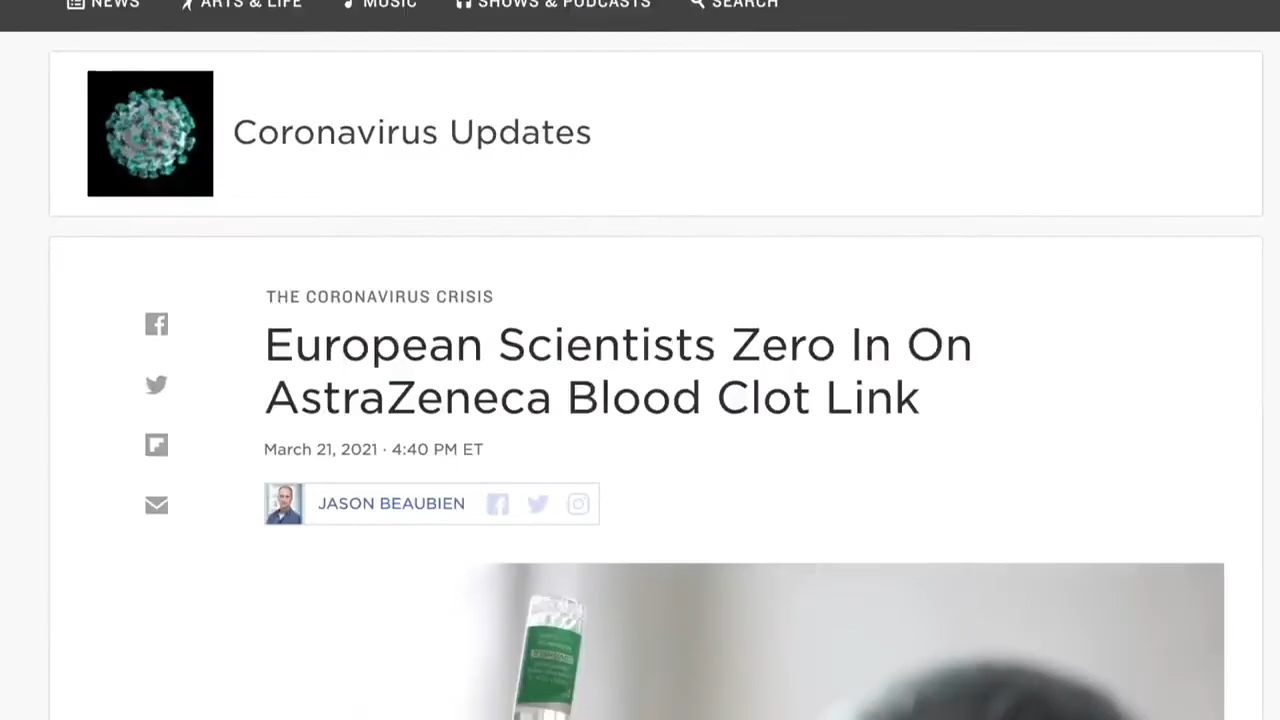 NEWS
ARTS & LIFE
MUSIC
SHOWS & PODCASTS
SEARCH
Coronavirus Updates
THE CORONAVIRUS CRISIS
European Scientists Zero In On
AstraZeneca Blood Clot Link
March 21, 2021 · 4:40 PM ET
JASON BEAUBIEN